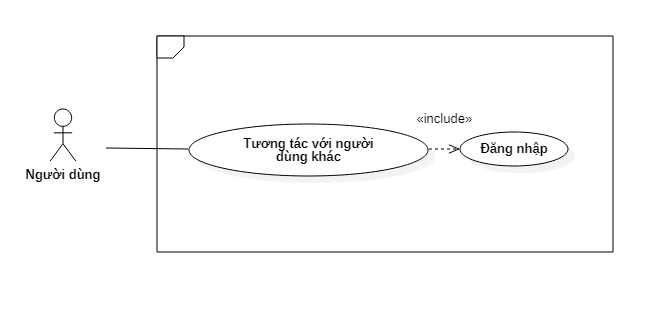 «include»
Tương tác với người
dùng khác
Đăng nhập
Người dùng